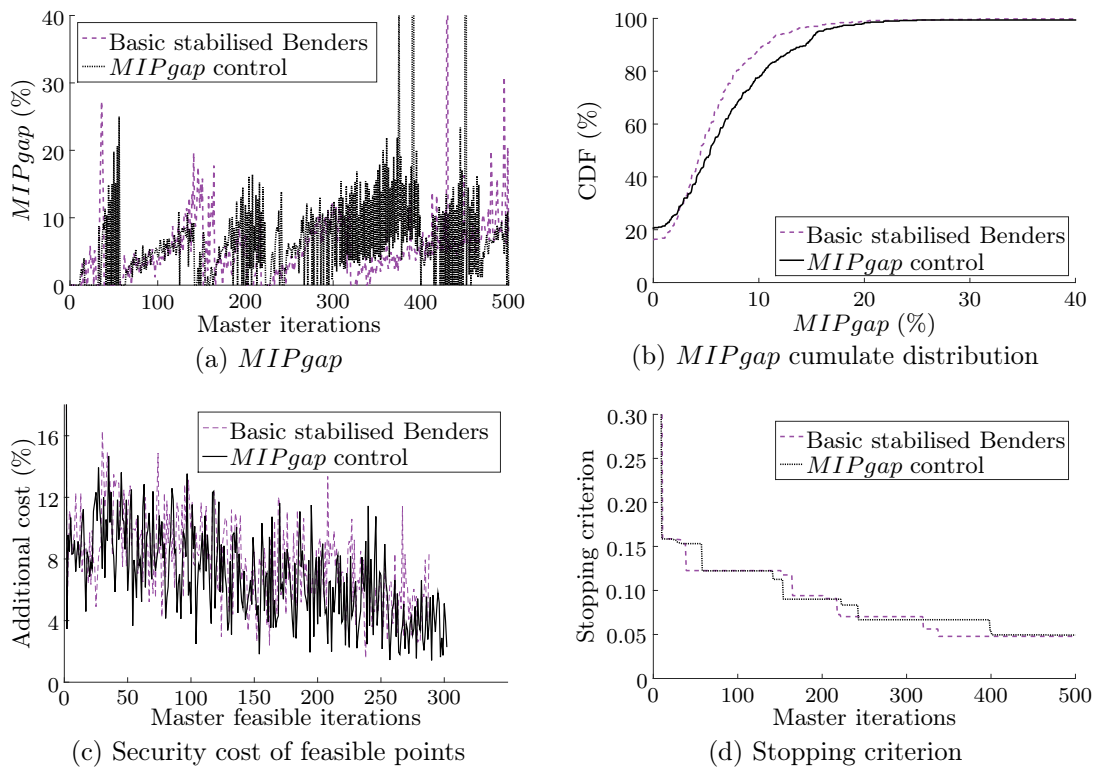 40
30
20
10
0
MIPgap (%)
Basic stabilised Benders
MIPgap control
0 100 200 300 400 500
Master iterations
(a) MIPgap
100
80
60
40
20
0
CDF (%)
Basic stabilised Benders
MIPgap control
0 10 20 30 40
MIPgap (%)
(b) MIPgap cumulate distribution
16
12
8
4
0
Additional cost (%)
Basic stabilised Benders
MIPgap control
0 50 100 150 200 250 300
Master feasible iterations
(c) Security cost of feasible points
0.30
0.25
0.20
0.15
0.10
0.05
0
Stopping criterion
Basic stabilised Benders
MIPgap control
0 100 200 300 400 500
Master iterations
(d) Stopping criterion